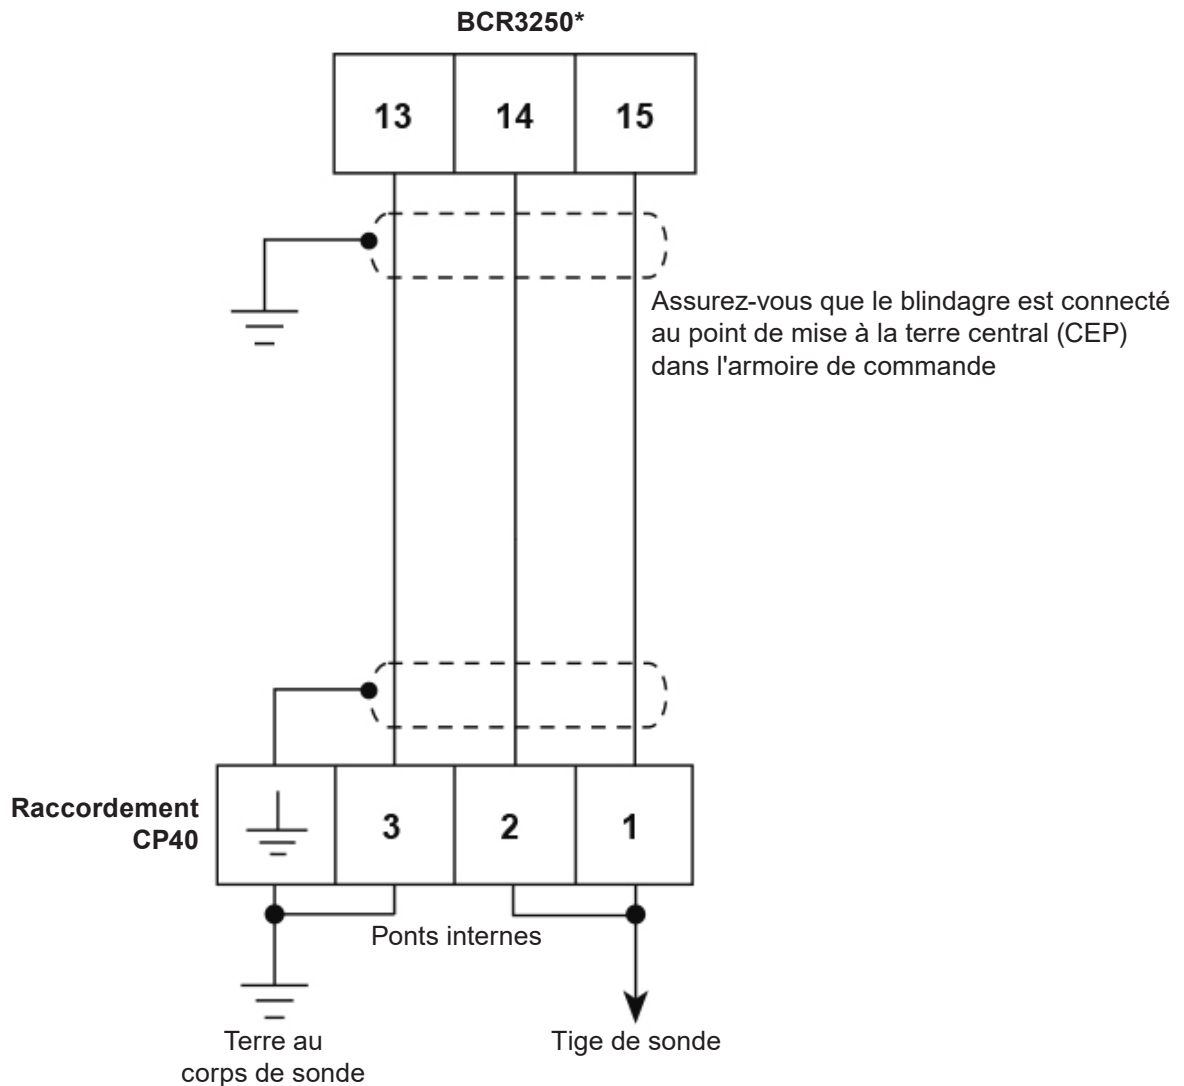 BCR3250*
13 14 15
Assurez-vous que le blindagre est connecté
au point de mise à la terre central (CEP)
dans l'armoire de commande
Raccordement
CP40
3 2 1
Ponts internes
Terre au
corps de sonde
Tige de sonde